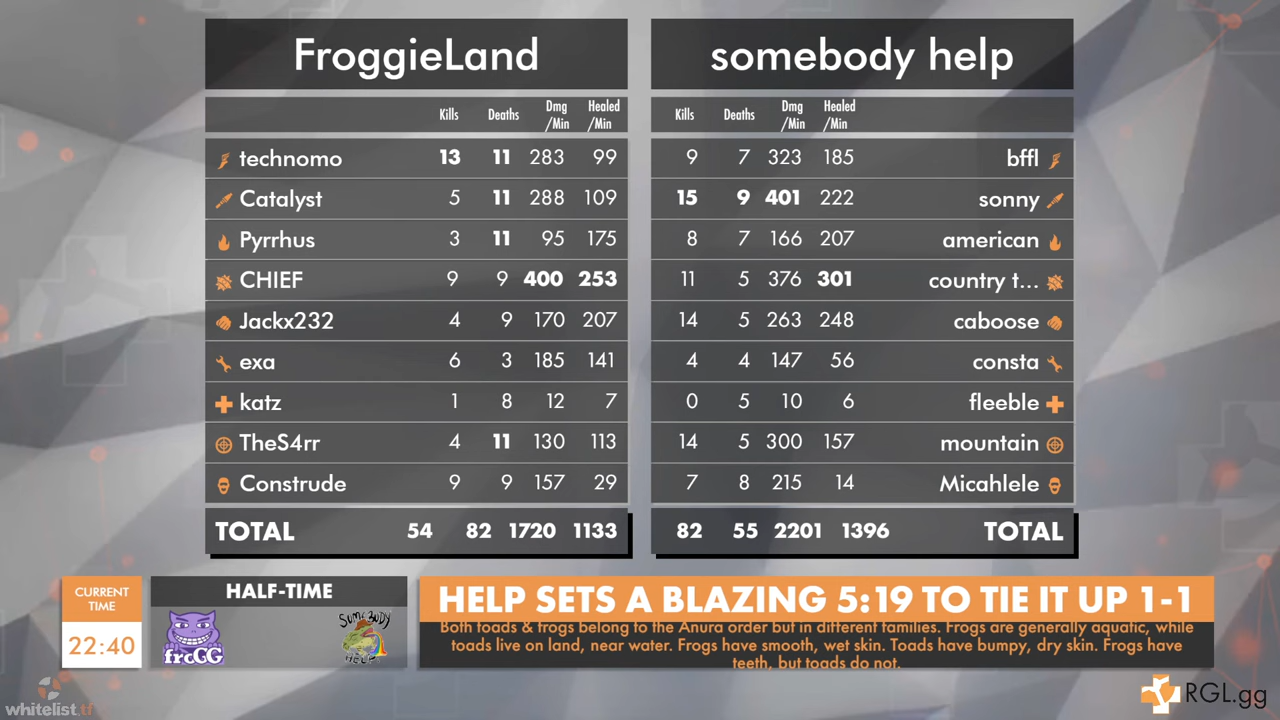 FroggieLand
somebody help
Kills Deaths Dmg /Min Healed /Min
Kills Deaths Dmg /Min Healed /Min
technomo 13 11 283 99
9 7 323 185 bffl
Catalyst 5 11 288 109
15 9 401 222 sonny
Pyrrhus 3 11 95 175
8 7 166 207 american
CHIEF 9 9 400 253
11 5 376 301 country t...
Jackx232 4 9 170 207
14 5 263 248 caboose
exa 6 3 185 141
4 4 147 56 consta
katz 1 8 12 7
0 5 10 6 fleeble
TheS4rr 4 11 130 113
14 5 300 157 mountain
Construde 9 9 157 29
7 8 215 14 Micahlele
TOTAL 54 82 1720 1133
82 55 2201 1396 TOTAL
CURRENT
TIME
22:40
HALF-TIME
frcGG
SOMEBODY
HELP
HELP SETS A BLAZING 5:19 TO TIE IT UP 1-1
Both toads & frogs belong to the Anura order but in different families. Frogs are generally aquatic, while
toads live on land, near water. Frogs have smooth, wet skin. Toads have bumpy, dry skin. Frogs have
teeth, but toads do not.
whitelist.tf
RGL.gg